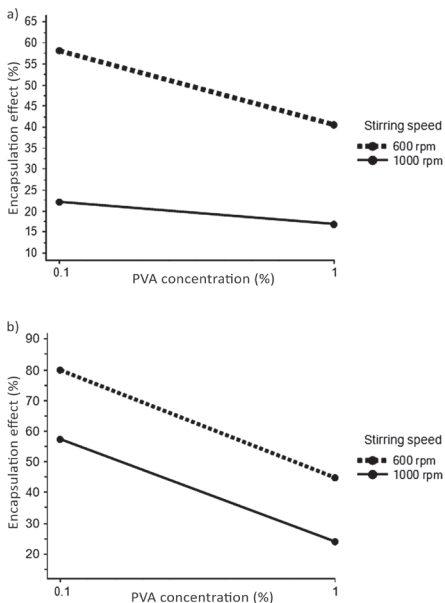 a)
Encapsulation effect (%)
65
60
55
50
45
40
35
30
25
20
15
10
0.1
1
PVA concentration (%)
Stirring speed
600 rpm
1000 rpm
b)
Encapsulation effect (%)
90
80
70
60
50
40
30
20
0.1
1
PVA concentration (%)
Stirring speed
600 rpm
1000 rpm